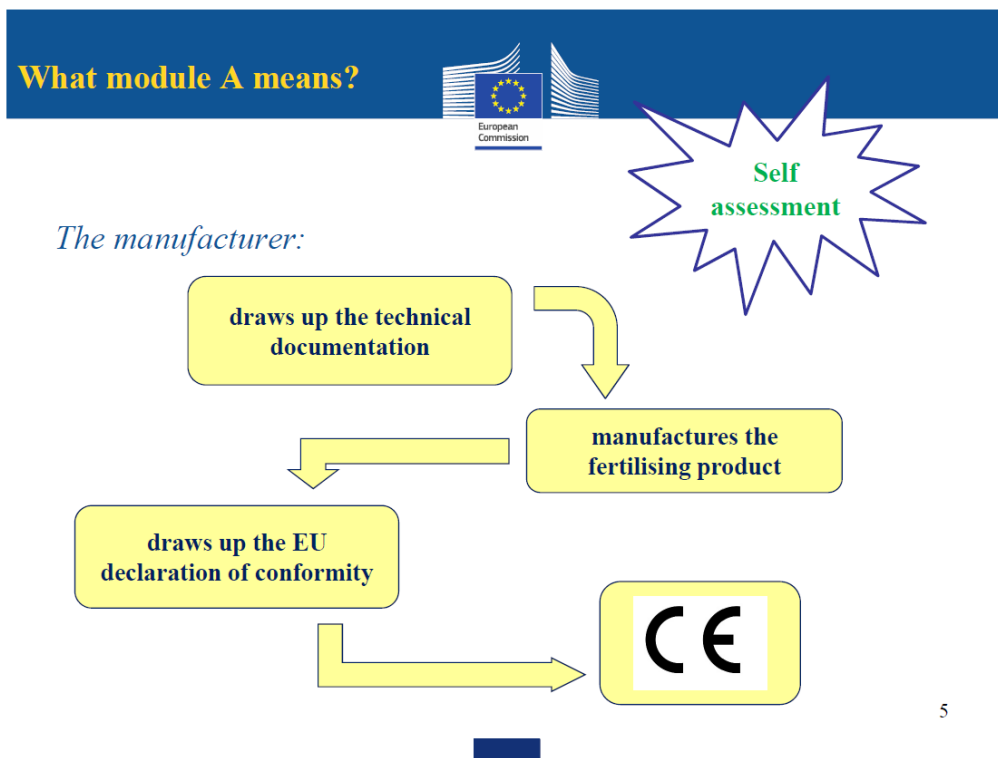 What module A means?
European
Commission
Self
assessment
The manufacturer:
draws up the technical
documentation
manufactures the
fertilising product
draws up the EU
declaration of conformity
CE
5